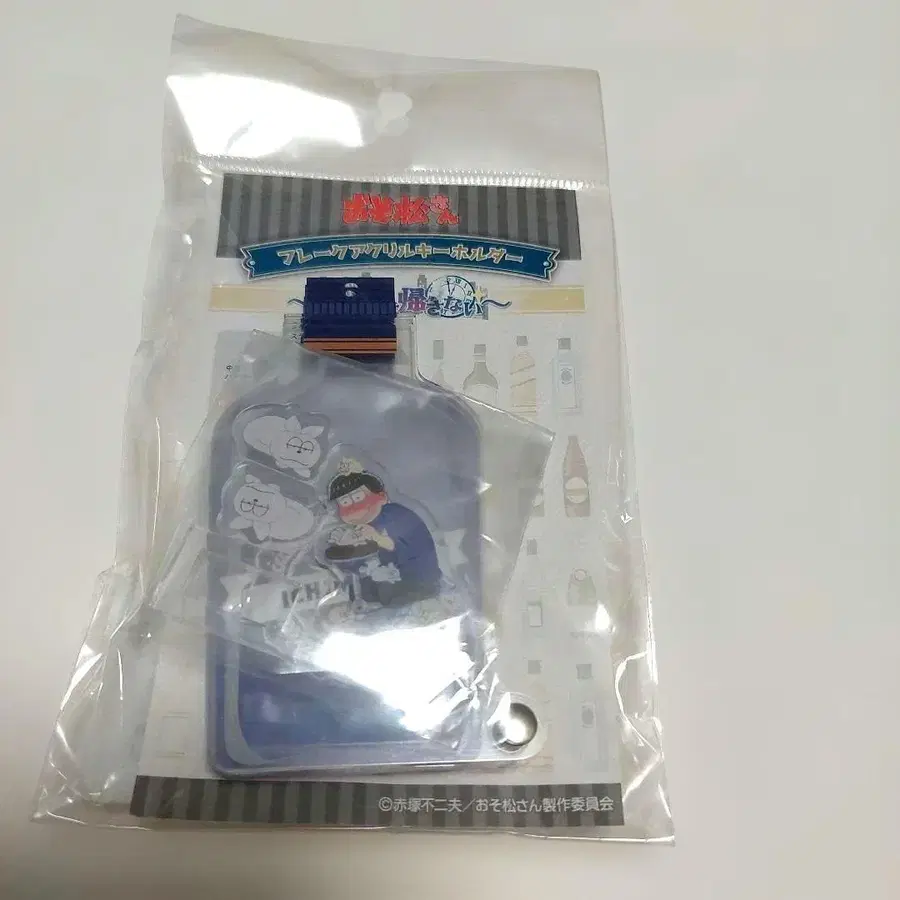 おそ松さん
フレークアクリルキーホルダー
帰さない～
ICH
©赤塚不二夫／おそ松さん製作委員会